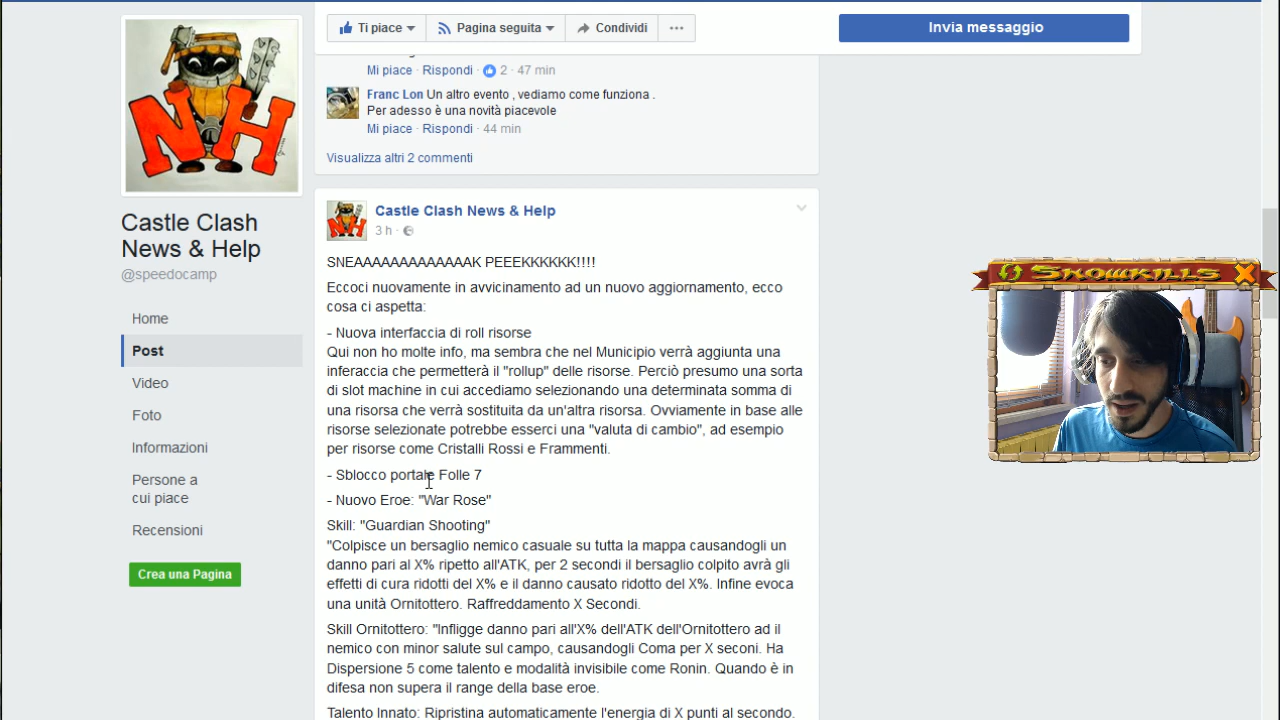 Ti piace
Pagina seguita
Condividi
Invia messaggio
Mi piace · Rispondi · 2 · 47 min
Franc Lon Un altro evento , vediamo come funziona .
Per adesso è una novità piacevole
Mi piace · Rispondi · 44 min
Visualizza altri 2 commenti
NH
Castle Clash
News & Help
@speedocamp
Home
Post
Video
Foto
Informazioni
Persone a
cui piace
Recensioni
Crea una Pagina
NH
Castle Clash News & Help
3 h ·
SNEAAAAAAAAAAAAAK PEEEKKKKKK!!!!
Eccoci nuovamente in avvicinamento ad un nuovo aggiornamento, ecco
cosa ci aspetta:
- Nuova interfaccia di roll risorse
Qui non ho molte info, ma sembra che nel Municipio verrà aggiunta una
inferaccia che permetterà il "rollup" delle risorse. Perciò presumo una sorta
di slot machine in cui accediamo selezionando una determinata somma di
una risorsa che verrà sostituita da un'altra risorsa. Ovviamente in base alle
risorse selezionate potrebbe esserci una "valuta di cambio", ad esempio
per risorse come Cristalli Rossi e Frammenti.
- Sblocco portale Folle 7
- Nuovo Eroe: "War Rose"
Skill: "Guardian Shooting"
"Colpisce un bersaglio nemico casuale su tutta la mappa causandogli un
danno pari al X% ripetto all'ATK, per 2 secondi il bersaglio colpito avrà gli
effetti di cura ridotti del X% e il danno causato ridotto del X%. Infine evoca
una unità Ornitottero. Raffreddamento X Secondi.
Skill Ornitottero: "Infligge danno pari all'X% dell'ATK dell'Ornitottero ad il
nemico con minor salute sul campo, causandogli Coma per X seconi. Ha
Dispersione 5 come talento e modalità invisibile come Ronin. Quando è in
difesa non supera il range della base eroe.
Talento Innato: Ripristina automaticamente l'energia di X punti al secondo.
Snowkills